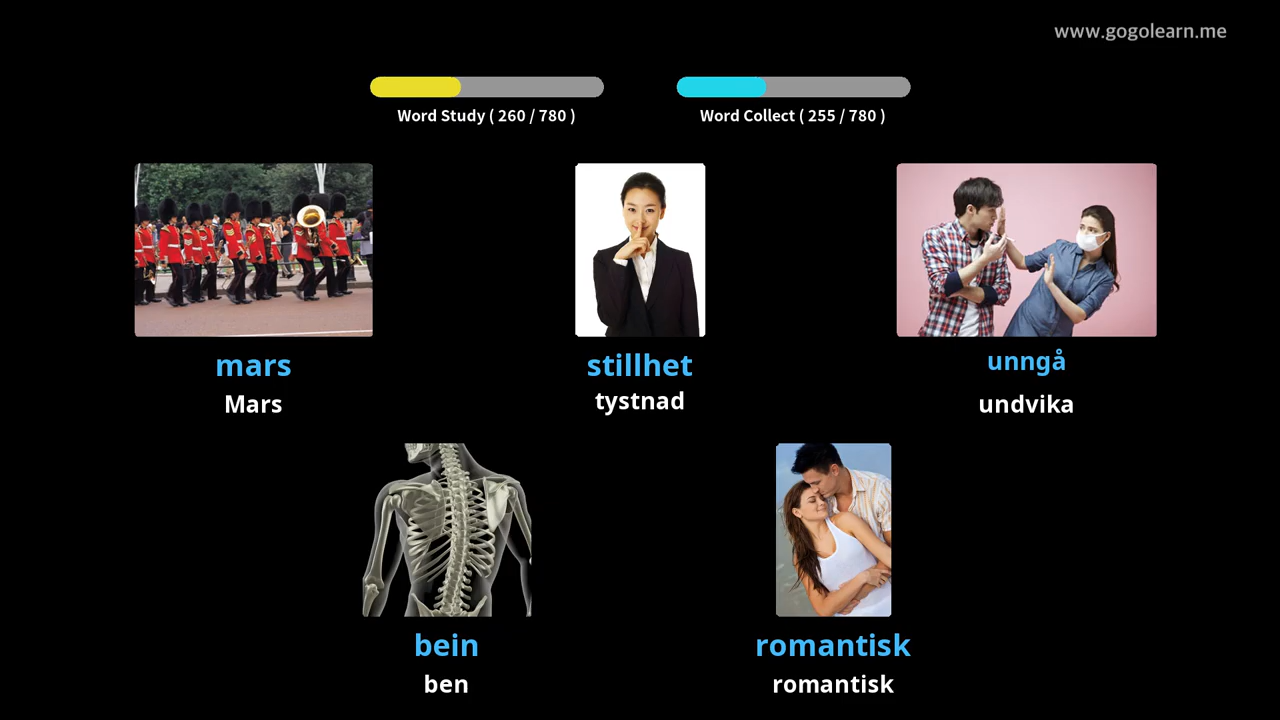 www.gogolearn.me
Word Study ( 260 / 780 )
Word Collect ( 255 / 780 )
mars
Mars
stillhet
tystnad
unngå
undvika
bein
ben
romantisk
romantisk